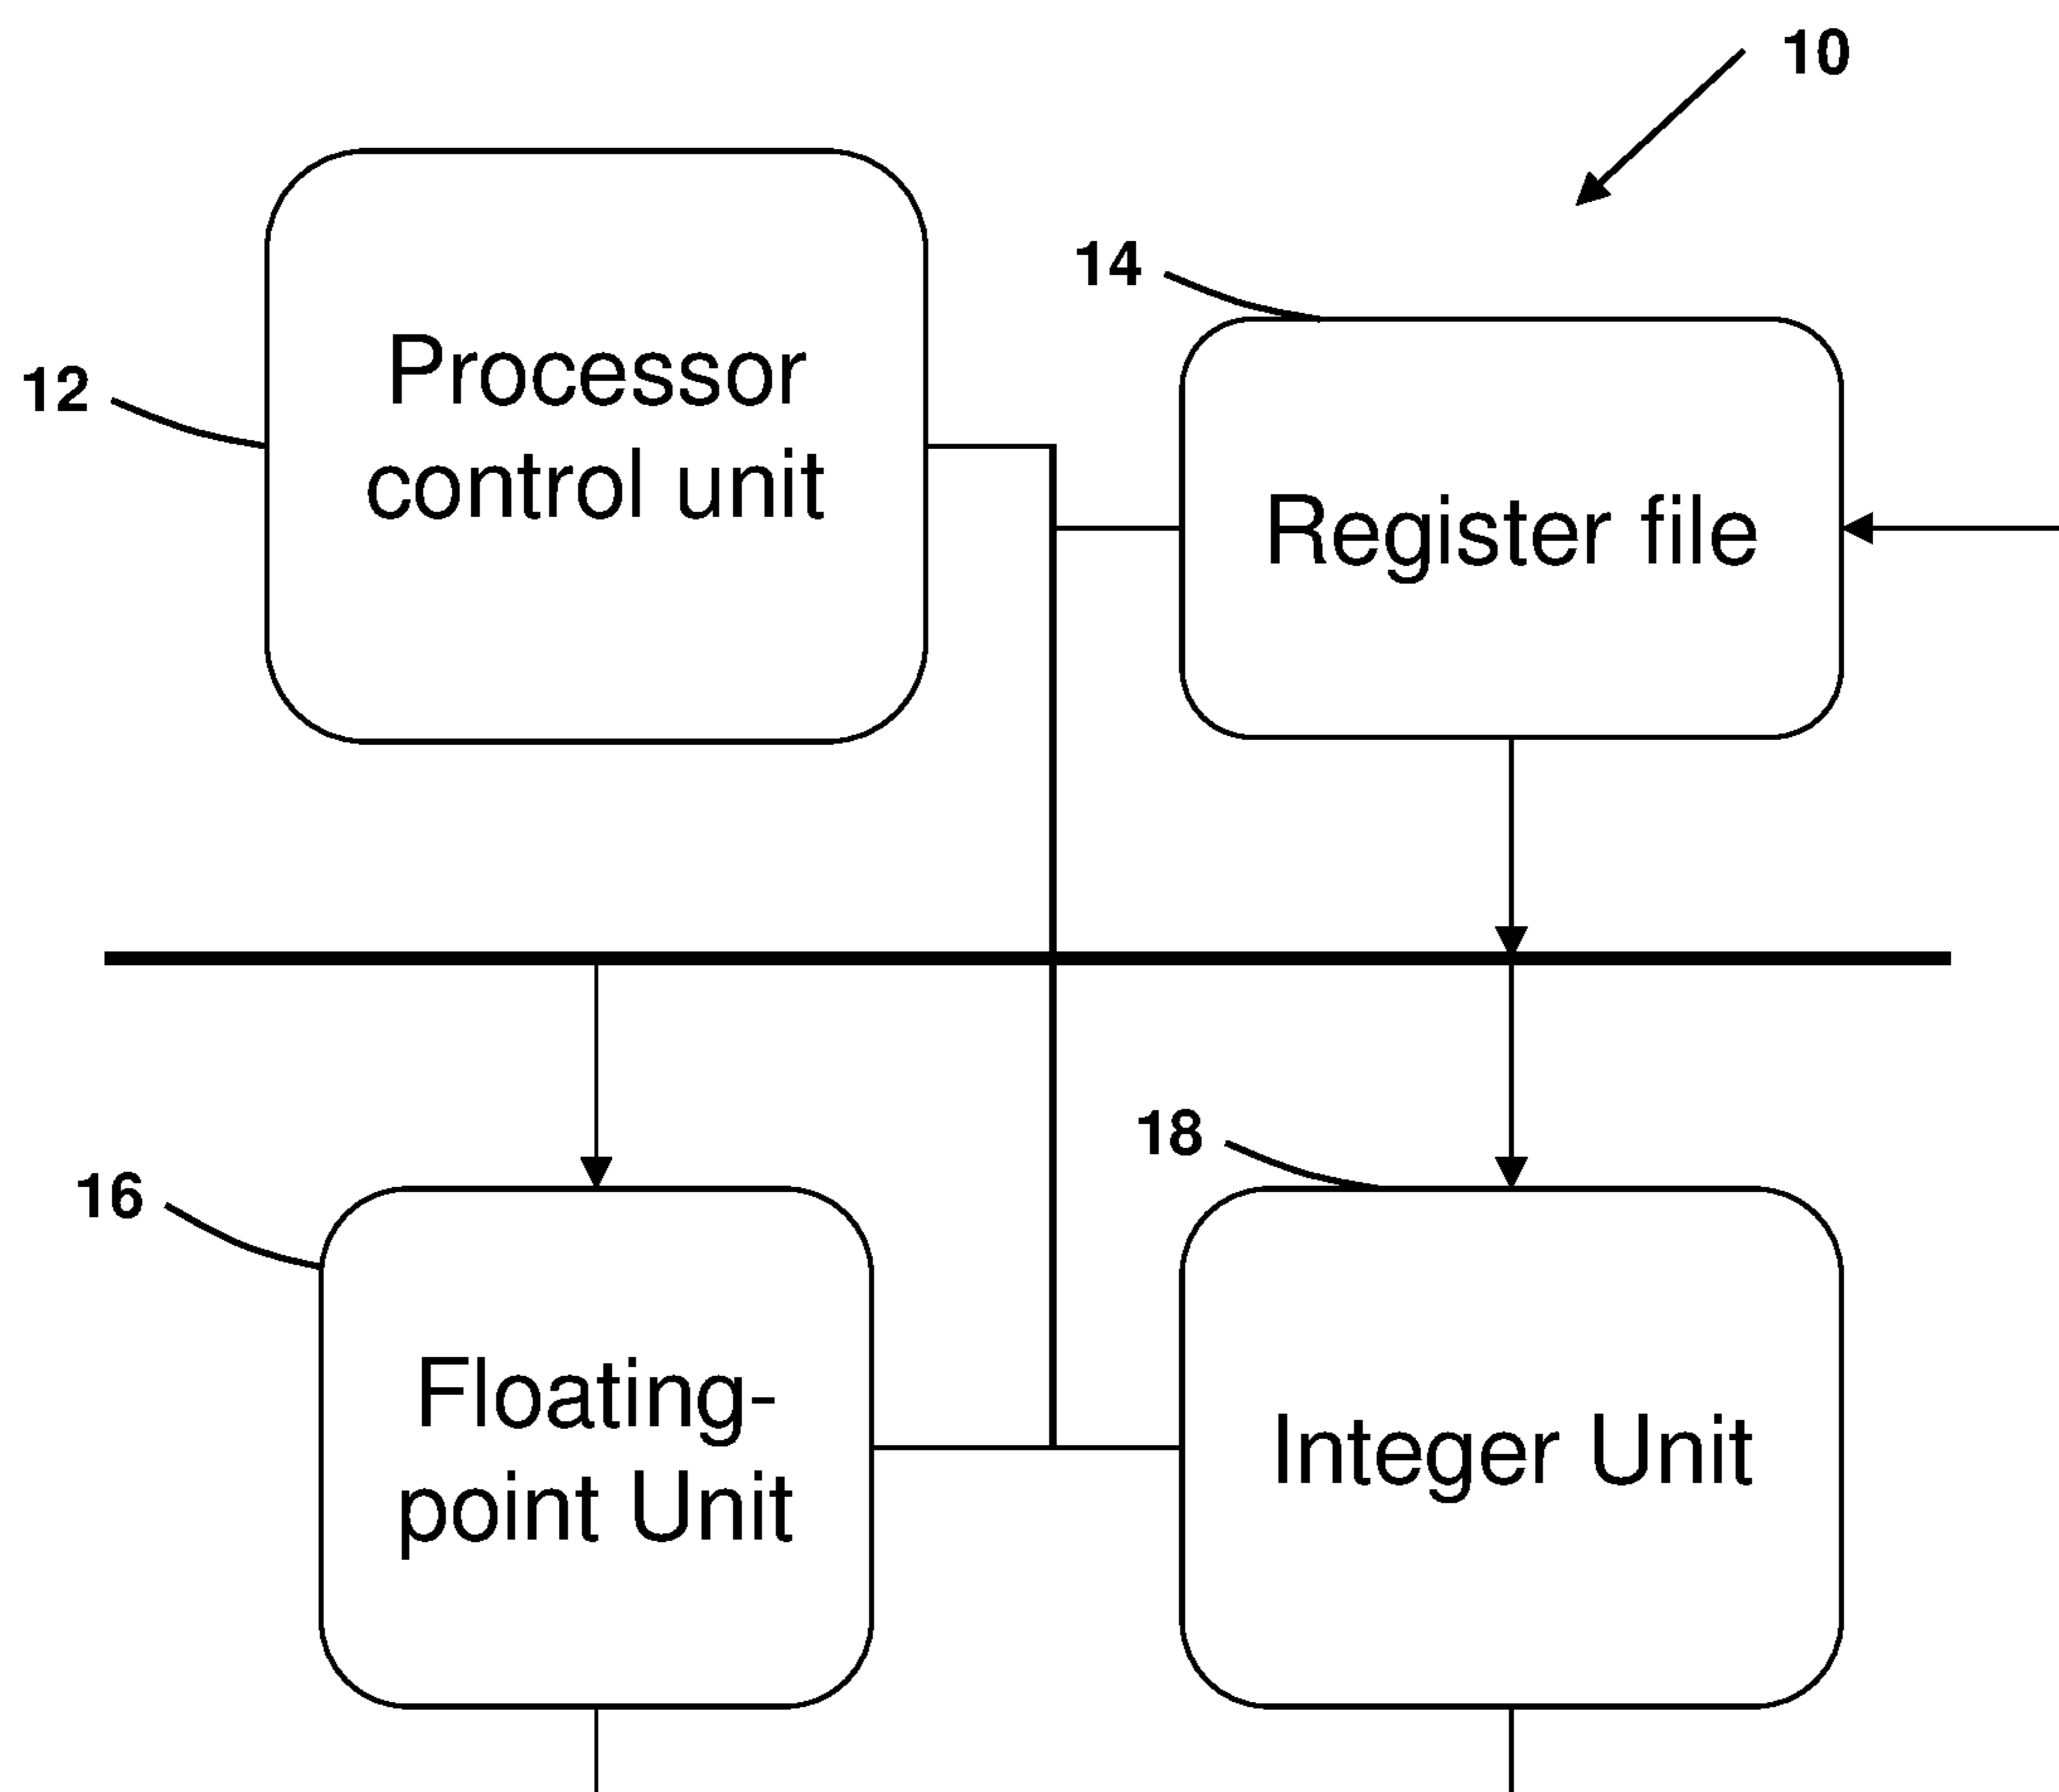 10
14
12
Processor
control unit
Register file
18
16
Floating-
point Unit
Integer Unit